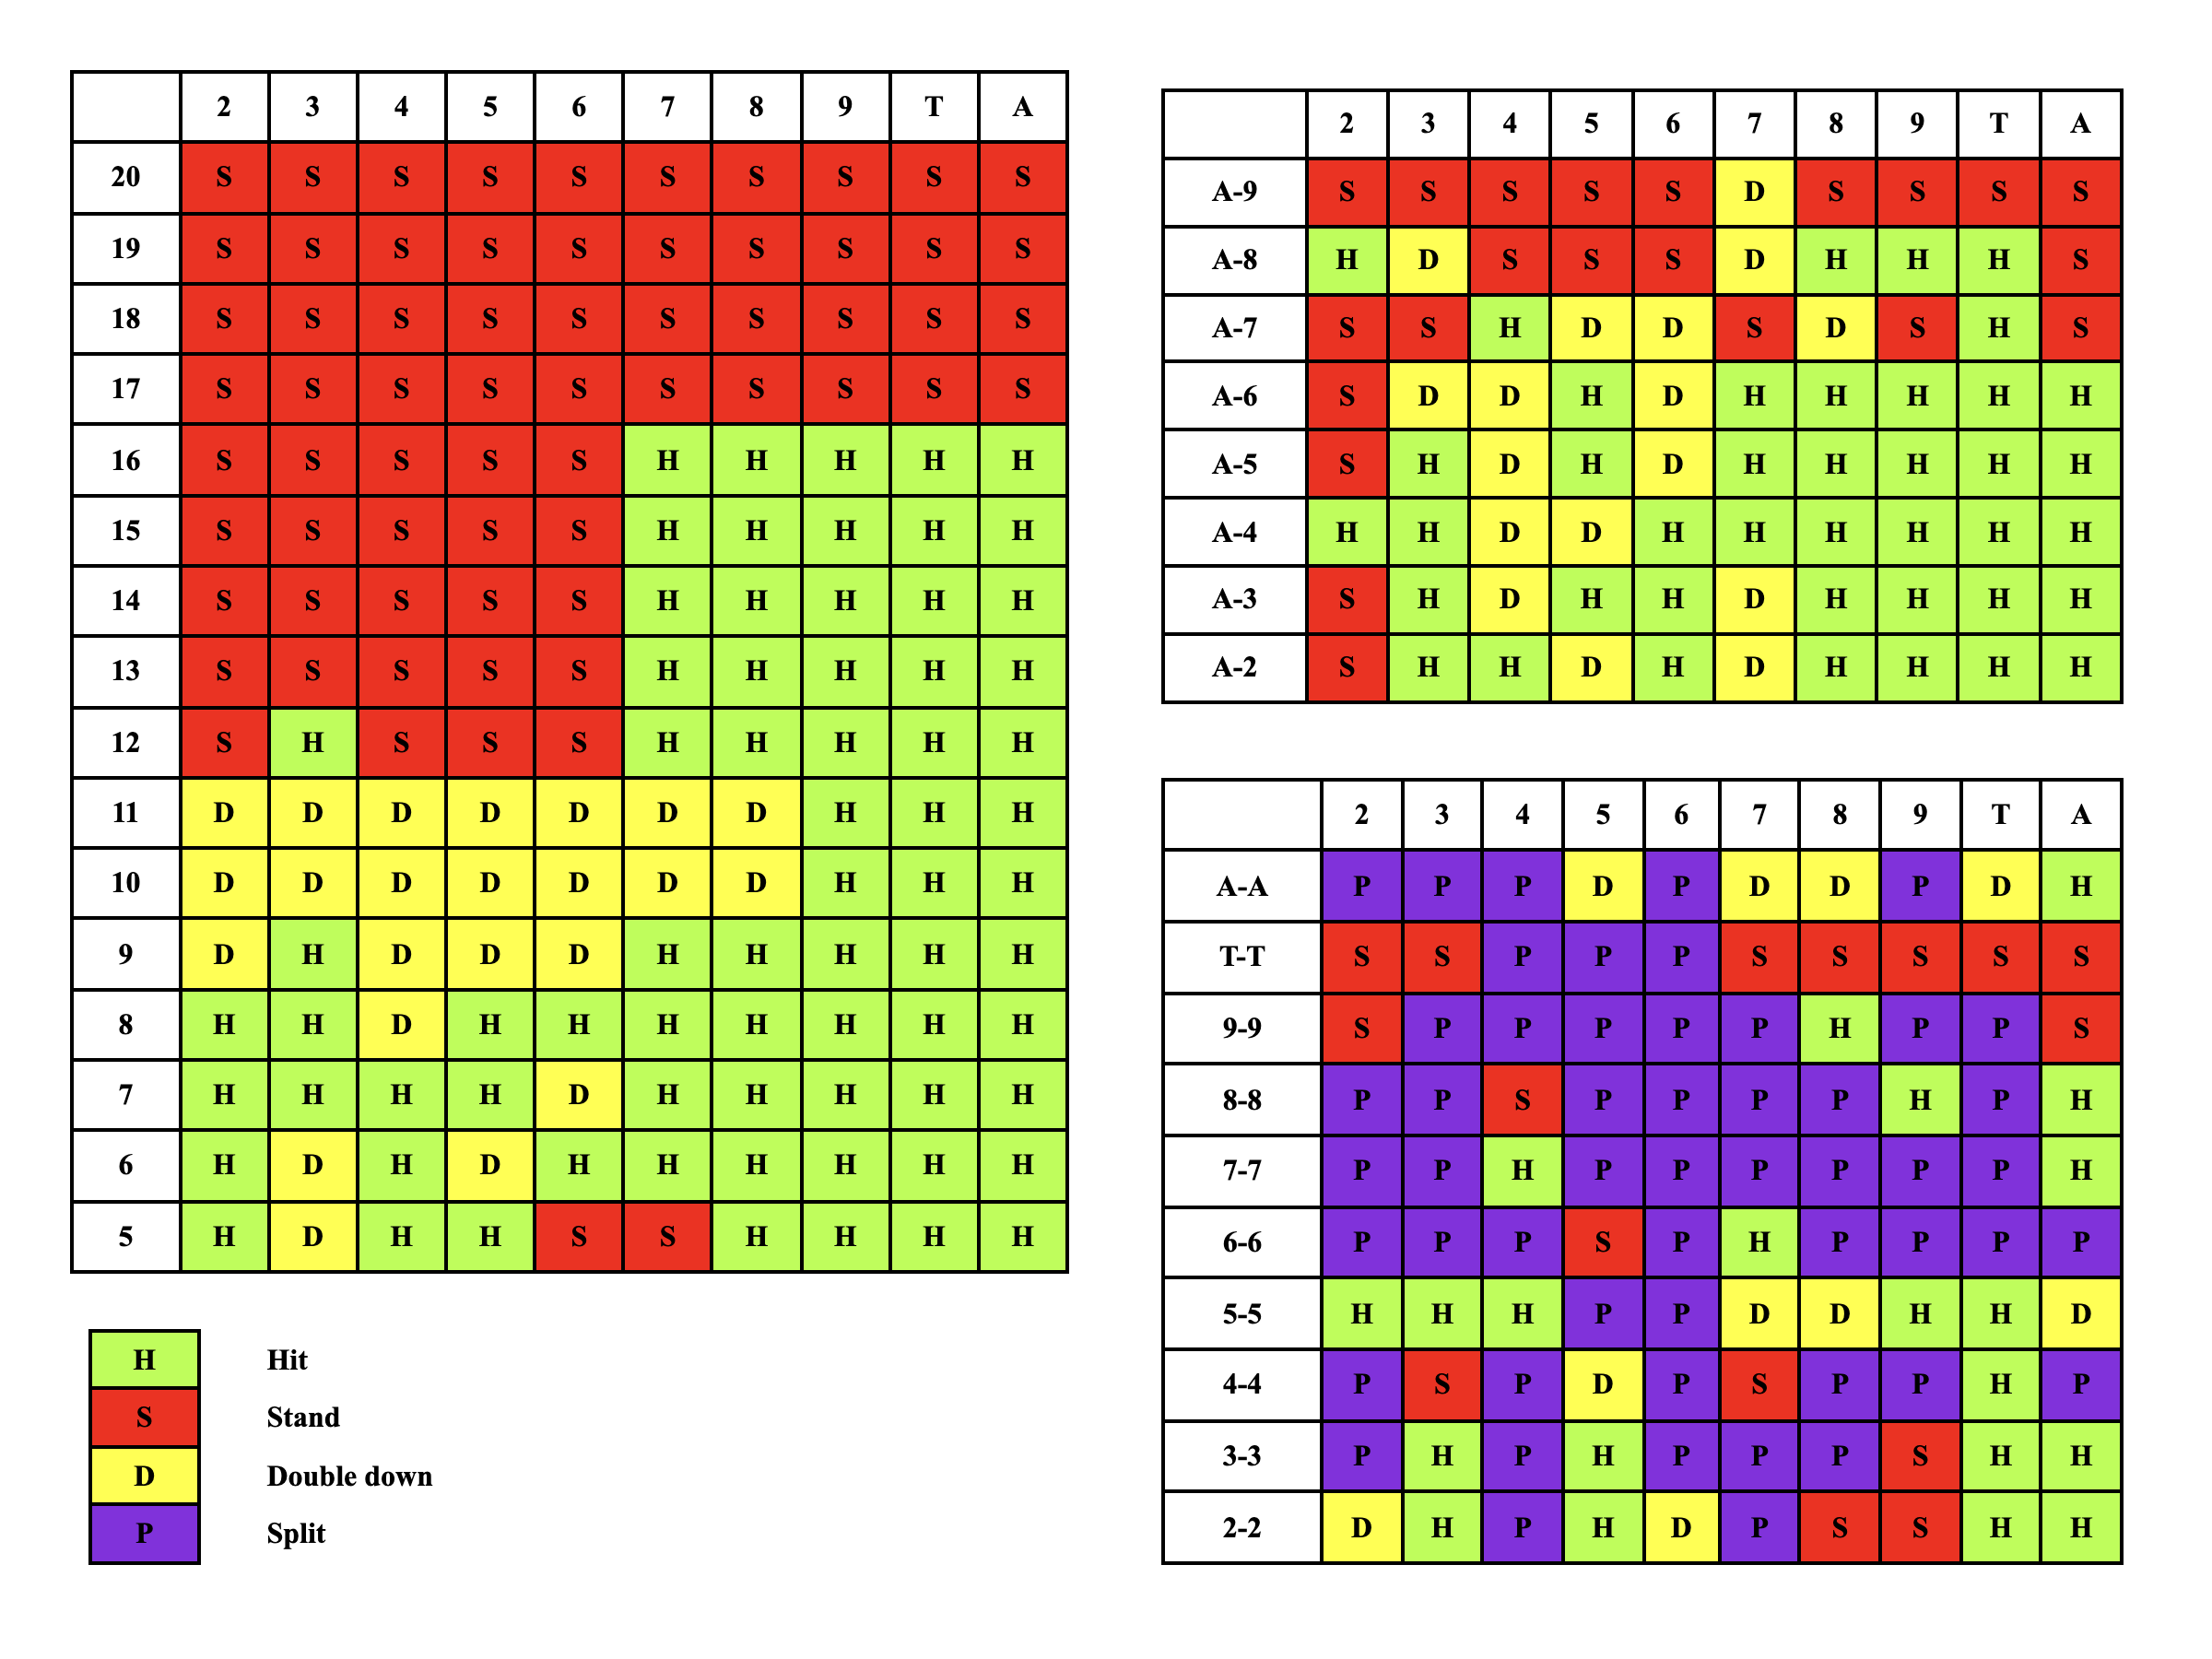 2 3 4 5 6 7 8 9 T A
20 S S S S S S S S S S
19 S S S S S S S S S S
18 S S S S S S S S S S
17 S S S S S S S S S S
16 S S S S S H H H H H
15 S S S S S H H H H H
14 S S S S S H H H H H
13 S S S S S H H H H H
12 S H S S S H H H H H
11 D D D D D D D H H H
10 D D D D D D D H H H
9 D H D D D H H H H H
8 H H D H H H H H H H
7 H H H H D H H H H H
6 H D H D H H H H H H
5 H D H H S S H H H H
H Hit
S Stand
D Double down
P Split
2 3 4 5 6 7 8 9 T A
A-9 S S S S S D S S S S
A-8 H D S S S D H H H S
A-7 S S H D D S D S H S
A-6 S D D H D H H H H H
A-5 S H D H D H H H H H
A-4 H H D D H H H H H H
A-3 S H D H H D H H H H
A-2 S H H D H D H H H H
2 3 4 5 6 7 8 9 T A
A-A P P P D P D D P D H
T-T S S P P P S S S S S
9-9 S P P P P P H P P S
8-8 P P S P P P P H P H
7-7 P P H P P P P P P H
6-6 P P P S P H P P P P
5-5 H H H P P D D H H D
4-4 P S P D P S P P H P
3-3 P H P H P P P S H H
2-2 D H P H D P S S H H